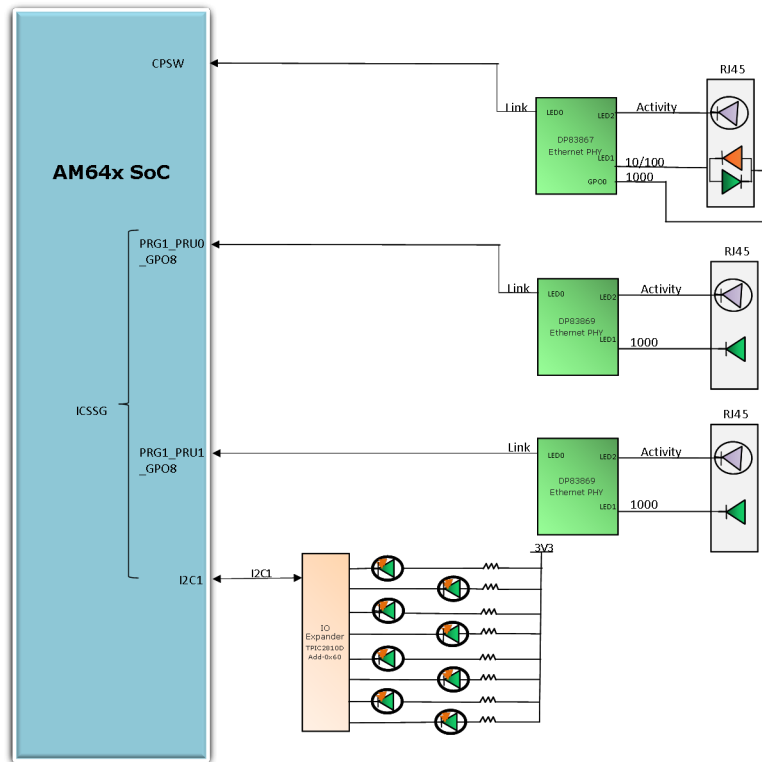 AM64x SoC
CPSW
Link
LED0
LED2
DP83867
Ethernet PHY
LED1
GPO0
Activity
10/100
1000
RJ45
ICSSG
PRG1_PRU0
_GPO8
Link
LED0
LED2
DP83869
Ethernet PHY
LED1
Activity
1000
RJ45
PRG1_PRU1
_GPO8
Link
LED0
LED2
DP83869
Ethernet PHY
LED1
Activity
1000
RJ45
I2C1
I2C1
IO
Expander
TPIC2810D
Add-0x60
3V3